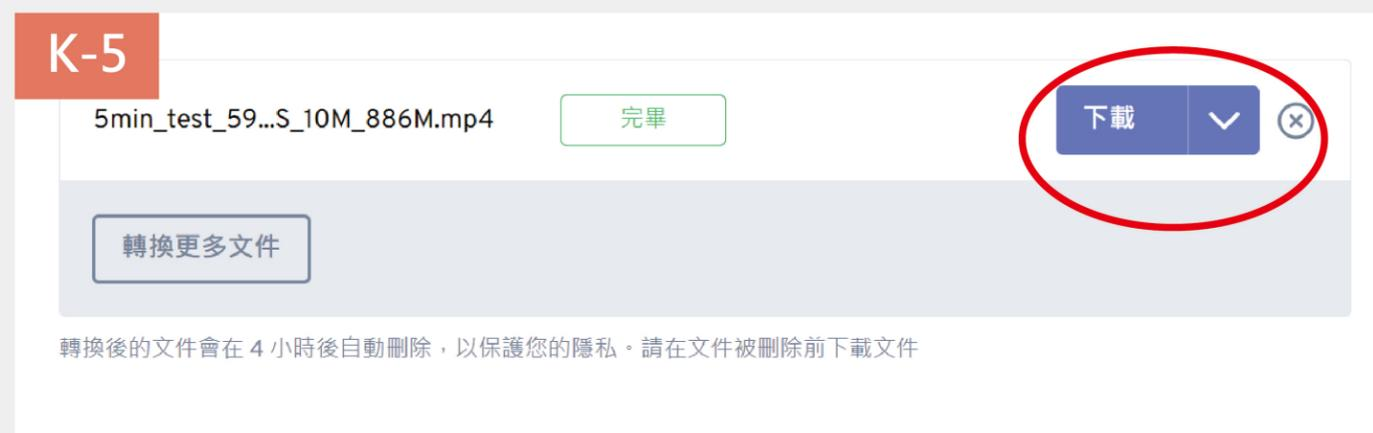 K-5
5min_test_59...S_10M_886M.mp4
完畢
下載
轉換更多文件
轉換後的文件會在 4 小時後自動刪除，以保護您的隱私。請在文件被刪除前下載文件